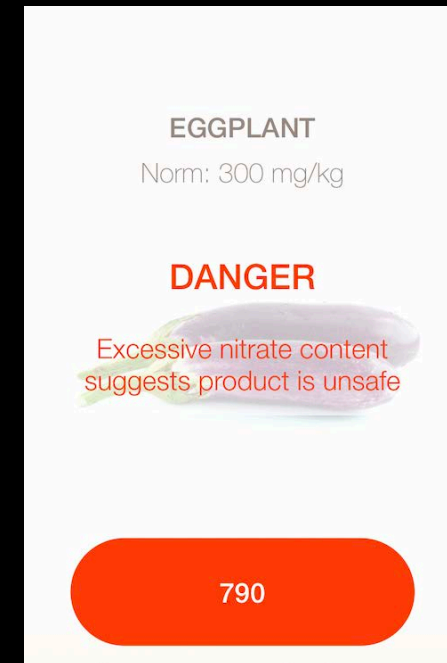 EGGPLANT
Norm: 300 mg/kg
DANGER
Excessive nitrate content
suggests product is unsafe
790